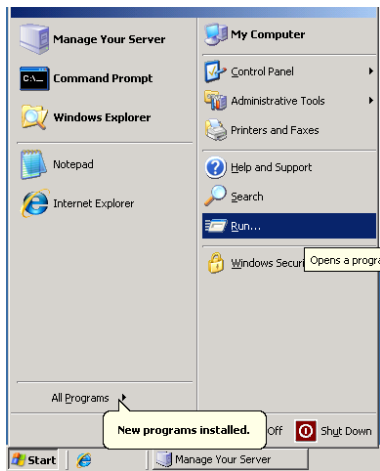 Manage Your Server
C:\_
Command Prompt
Windows Explorer
Notepad
Internet Explorer
All Programs
My Computer
Control Panel
Administrative Tools
Printers and Faxes
Help and Support
Search
Run...
Windows Securi
Opens a progra
New programs installed.
Off
Shut Down
Start
Manage Your Server